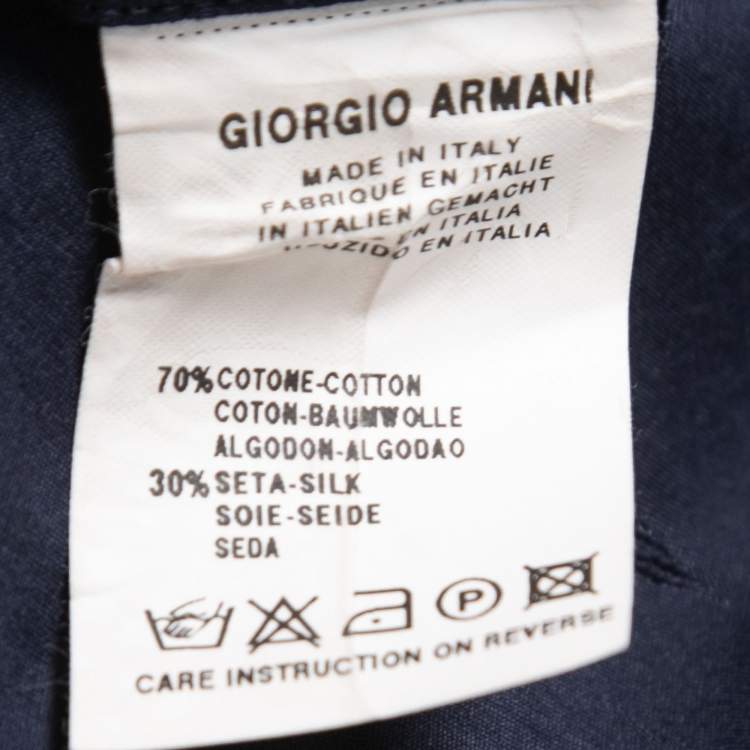 GIORGIO ARMANI
MADE IN ITALY
FABRIQUE EN ITALIE
IN ITALIEN GEMACHT
EN ITALIA
EN ITALIA
70% COTONE-COTTON
COTON-BAUMWOLLE
ALGODON-ALGODAO
30% SETA-SILK
SOIE-SEIDE
SEDA
P
CARE INSTRUCTION ON REVERSE